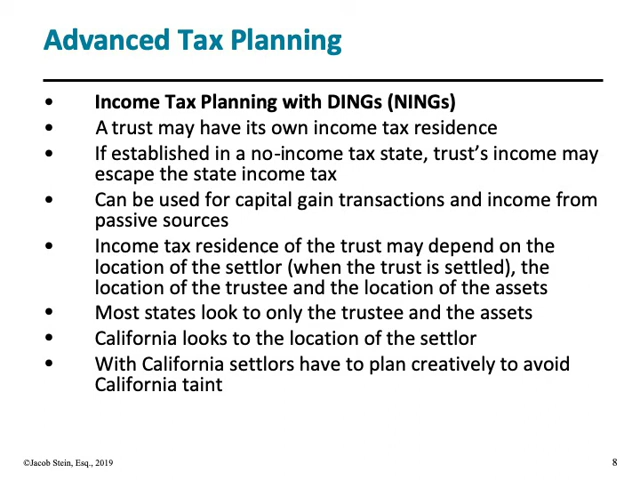 Advanced Tax Planning
• Income Tax Planning with DINGs (NINGs)
• A trust may have its own income tax residence
• If established in a no-income tax state, trust's income may
escape the state income tax
• Can be used for capital gain transactions and income from
passive sources
• Income tax residence of the trust may depend on the
location of the settlor (when the trust is settled), the
location of the trustee and the location of the assets
• Most states look to only the trustee and the assets
• California looks to the location of the settlor
• With California settlors have to plan creatively to avoid
California taint
©Jacob Stein, Esq., 2019
8